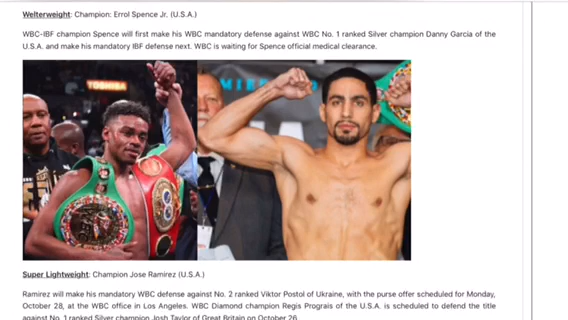 Welterweight: Champion: Errol Spence Jr, (U.S.A.)
WBC-IBF champion Spence will first make his WBC mandatory defense against WBC No. 1 ranked Silver champion Danny Garcia of the
U.S.A. and make his mandatory IBF defense next. WBC is waiting for Spence official medical clearance.
TOSHIBA
Super Lightweight: Champion Jose Ramirez (U.S.A.)
Ramirez will make his mandatory WBC defense against No. 2 ranked Viktor Postol of Ukraine, with the purse offer scheduled for Monday,
October 28, at the WBC office in Los Angeles. WBC Diamond champion Regis Prograis of the U.S.A. is scheduled to defend the title
against No. 1 ranked Silver champion Josh Taylor of Great Britain on October 26.